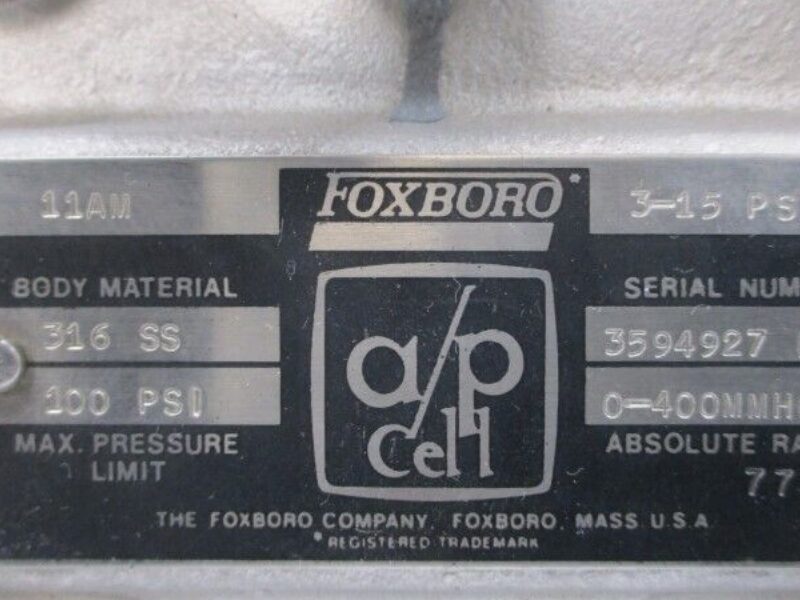 11AM
FOXBORO*
3-15 PS
BODY MATERIAL
SERIAL NUM
316 SS
3594927
100 PSI
a/p
Cell
0-400MMH
MAX. PRESSURE
LIMIT
ABSOLUTE RA
77
THE FOXBORO COMPANY, FOXBORO, MASS U.S.A
*REGISTERED TRADEMARK